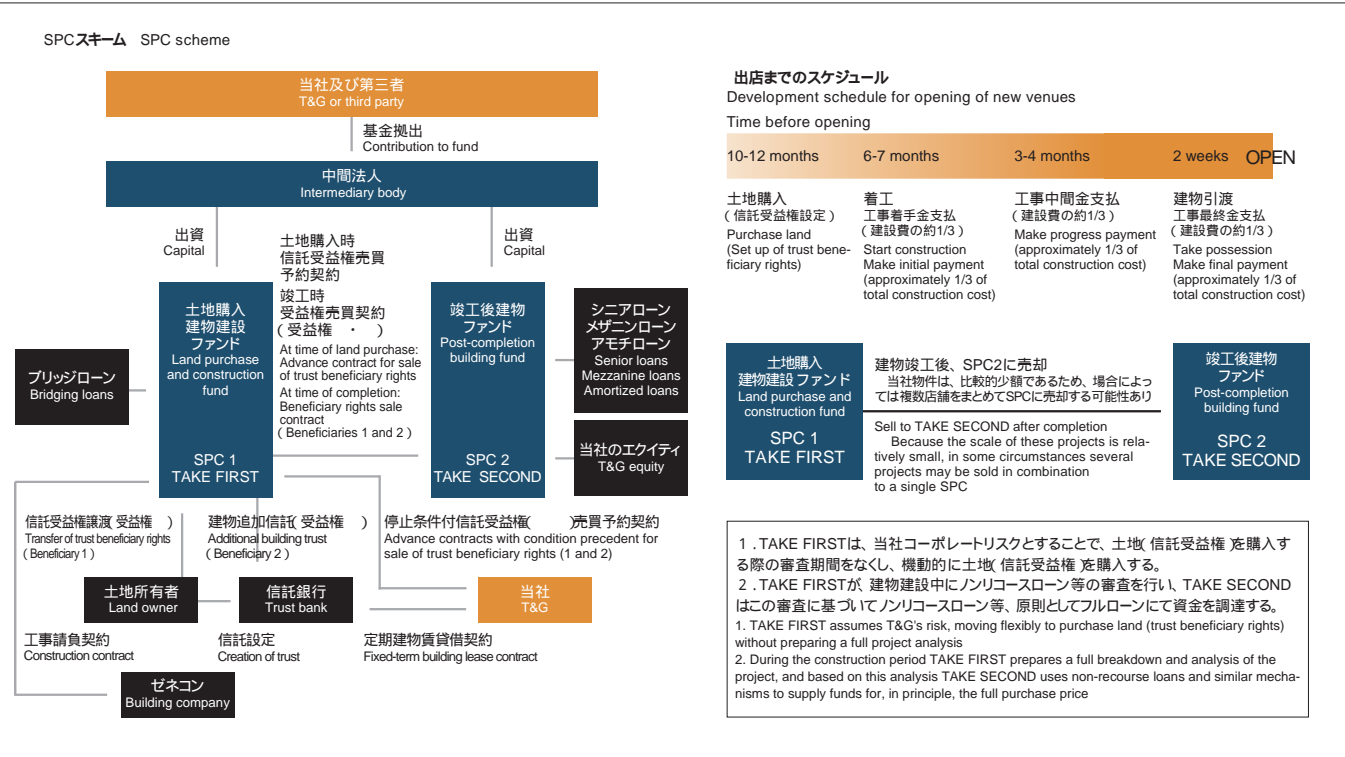 SPCスキーム SPC scheme
当社及び第三者
T&G or third party
基金拠出
Contribution to fund
中間法人
Intermediary body
出資
Capital
土地購入時
信託受益権売買
予約契約
竣工時
受益権売買契約
(受益権 ・ )
At time of land purchase:
Advance contract for sale
of trust beneficiary rights
At time of completion:
Beneficiary rights sale
contract
(Beneficiaries 1 and 2)
出資
Capital
土地購入
建物建設
ファンド
Land purchase
and construction
fund
SPC 1
TAKE FIRST
竣工後建物
ファンド
Post-completion
building fund
SPC 2
TAKE SECOND
シニアローン
メザニンローン
アモチローン
Senior loans
Mezzanine loans
Amortized loans
ブリッジローン
Bridging loans
当社のエクイティ
T&G equity
信託受益権譲渡(受益権 )
Transfer of trust beneficiary rights
(Beneficiary 1)
建物追加信託(受益権 )
Additional building trust
(Beneficiary 2)
停止条件付信託受益権( )売買予約契約
Advance contracts with condition precedent for
sale of trust beneficiary rights (1 and 2)
土地所有者
Land owner
信託銀行
Trust bank
当社
T&G
工事請負契約
Construction contract
信託設定
Creation of trust
定期建物賃貸借契約
Fixed-term building lease contract
ゼネコン
Building company
出店までのスケジュール
Development schedule for opening of new venues
Time before opening
10-12 months 6-7 months 3-4 months 2 weeks OPEN
土地購入
(信託受益権設定)
Purchase land
(Set up of trust bene-
ficiary rights)
着工
工事着手金支払
(建設費の約1/3)
Start construction
Make initial payment
(approximately 1/3 of
total construction cost)
工事中間金支払
(建設費の約1/3)
Make progress payment
(approximately 1/3 of
total construction cost)
建物引渡
工事最終金支払
(建設費の約1/3)
Take possession
Make final payment
(approximately 1/3 of
total construction cost)
土地購入
建物建設ファンド
Land purchase and
construction fund
SPC 1
TAKE FIRST
建物竣工後、SPC2に売却
当社物件は、比較的少額であるため、場合によっ
ては複数店舗をまとめてSPCに売却する可能性あり
Sell to TAKE SECOND after completion
Because the scale of these projects is rela-
tively small, in some circumstances several
projects may be sold in combination
to a single SPC
竣工後建物
ファンド
Post-completion
building fund
SPC 2
TAKE SECOND
1.TAKE FIRSTは、当社コーポレートリスクとすることで、土地(信託受益権)を購入す
る際の審査期間をなくし、機動的に土地(信託受益権)を購入する。
2.TAKE FIRSTが、建物建設中にノンリコースローン等の審査を行い、TAKE SECOND
はこの審査に基づいてノンリコースローン等、原則としてフルローンにて資金を調達する。
1. TAKE FIRST assumes T&G's risk, moving flexibly to purchase land (trust beneficiary rights)
without preparing a full project analysis
2. During the construction period TAKE FIRST prepares a full breakdown and analysis of the
project, and based on this analysis TAKE SECOND uses non-recourse loans and similar mecha-
nisms to supply funds for, in principle, the full purchase price